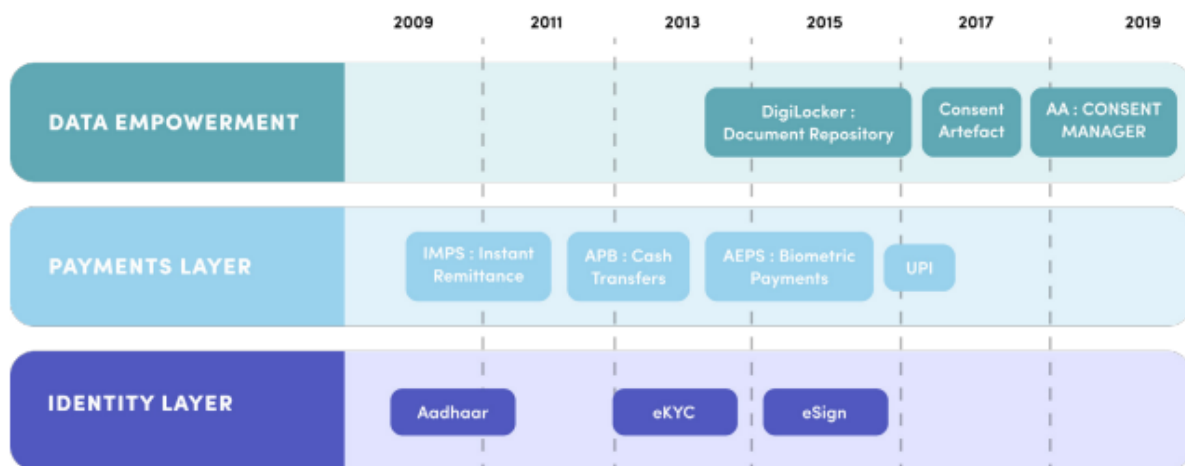 2009 2011 2013 2015 2017 2019
DATA EMPOWERMENT
DigiLocker :
Document Repository
Consent
Artefact
AA : CONSENT
MANAGER
PAYMENTS LAYER
IMPS : Instant
Remittance
APB : Cash
Transfers
AEPS : Biometric
Payments
UPI
IDENTITY LAYER
Aadhaar
eKYC
eSign